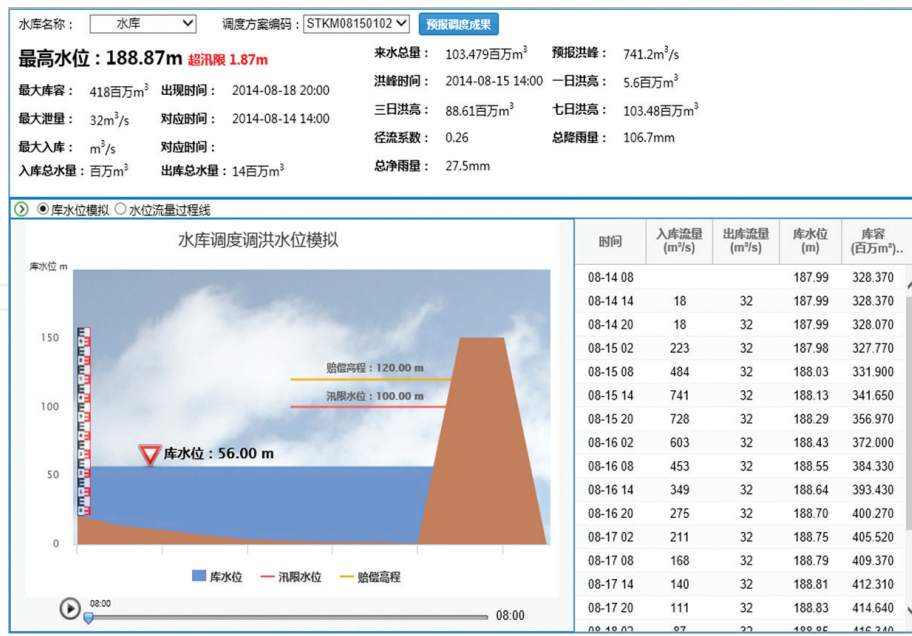 水库名称： 水库 调度方案编码： STKM08150102 预报调度成果
最高水位：188.87m 超汛限 1.87m
最大库容： 418百万m³ 出现时间： 2014-08-18 20:00
最大泄量： 32m³/s 对应时间： 2014-08-14 14:00
最大入库： m³/s 对应时间：
入库总水量： 百万m³ 出库总水量： 14百万m³
来水总量： 103.479百万m³ 预报洪峰： 741.2m³/s
洪峰时间： 2014-08-15 14:00 一日洪高： 5.6百万m³
三日洪高： 88.61百万m³ 七日洪高： 103.48百万m³
径流系数： 0.26 总降雨量： 106.7mm
总净雨量： 27.5mm
库水位模拟 水位流量过程线
水库调度调洪水位模拟
库水位 m
150
赔偿高程：120.00 m
汛限水位：100.00 m
100
库水位：56.00 m
50
0
库水位 汛限水位 赔偿高程
08:00
08:00
时间 入库流量 (m³/s) 出库流量 (m³/s) 库水位 (m) 库容 (百万m³)..
08-14 08 187.99 328.370
08-14 14 18 32 187.99 328.370
08-14 20 18 32 187.99 328.070
08-15 02 223 32 187.98 327.770
08-15 08 484 32 188.03 331.900
08-15 14 741 32 188.13 341.650
08-15 20 728 32 188.29 356.970
08-16 02 603 32 188.43 372.000
08-16 08 453 32 188.55 384.330
08-16 14 349 32 188.64 393.430
08-16 20 275 32 188.70 400.270
08-17 02 211 32 188.75 405.520
08-17 08 168 32 188.79 409.370
08-17 14 140 32 188.81 412.310
08-17 20 111 32 188.83 414.640
08-18 02 87 32 188.85 416.340